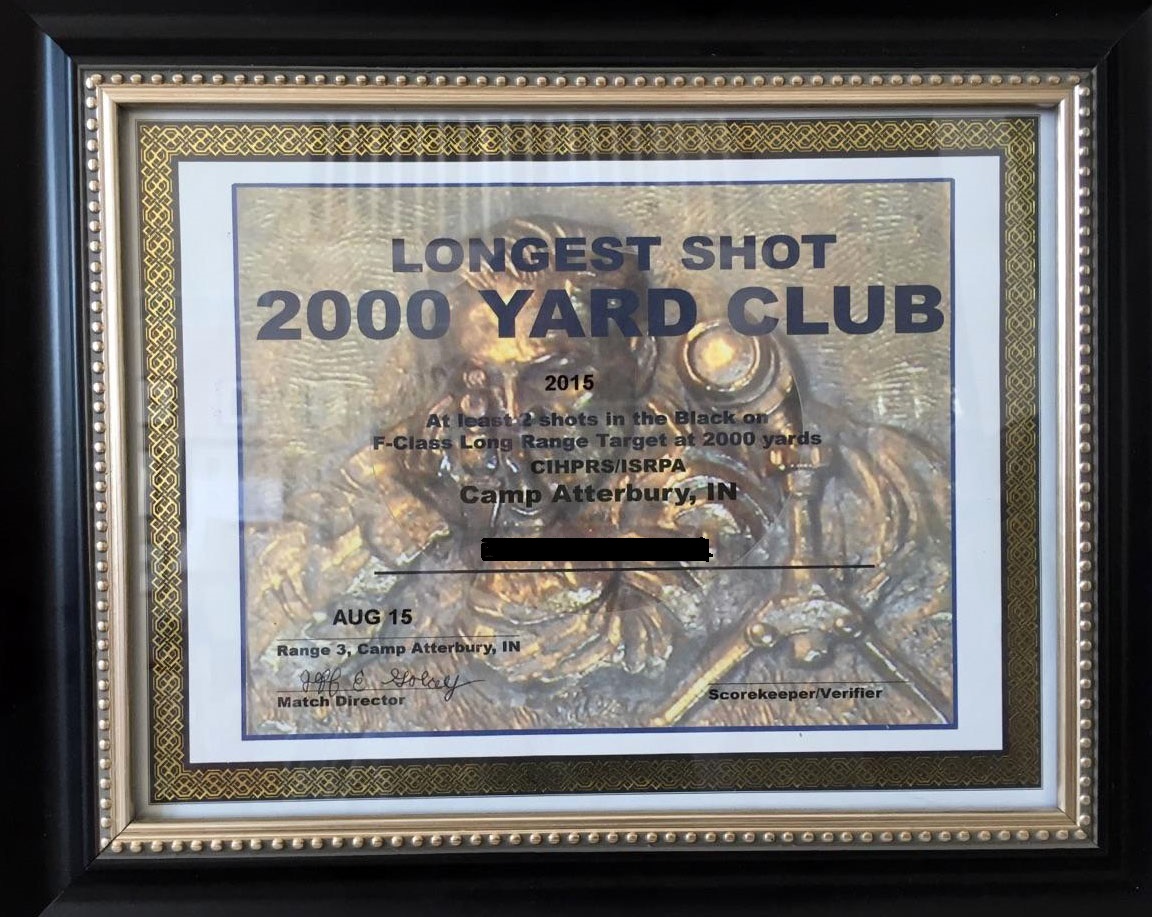 LONGEST SHOT
2000 YARD CLUB
2015
At least 2 shots in the Black on
F-Class Long Range Target at 2000 yards
CIHPRS/ISRPA
Camp Atterbury, IN
AUG 15
Range 3, Camp Atterbury, IN
Match Director
Scorekeeper/Verifier